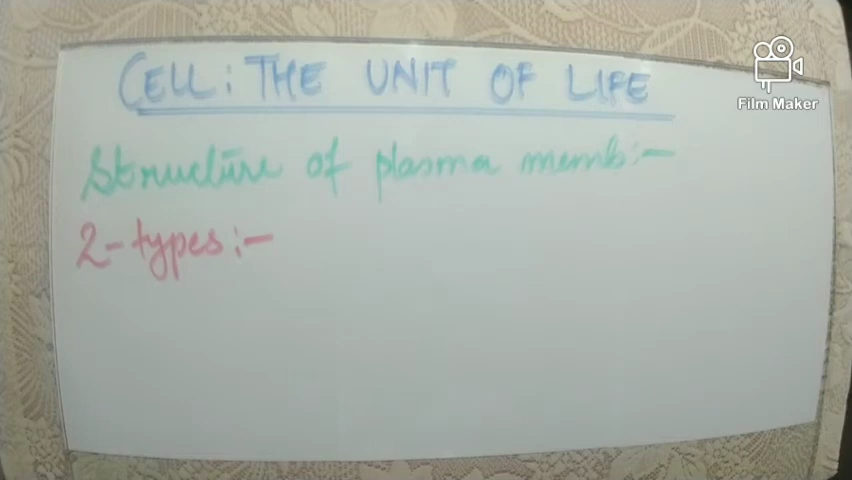 CELL: THE UNIT OF LIFE
Structure of plasma memb:-
2-types:-
Film Maker